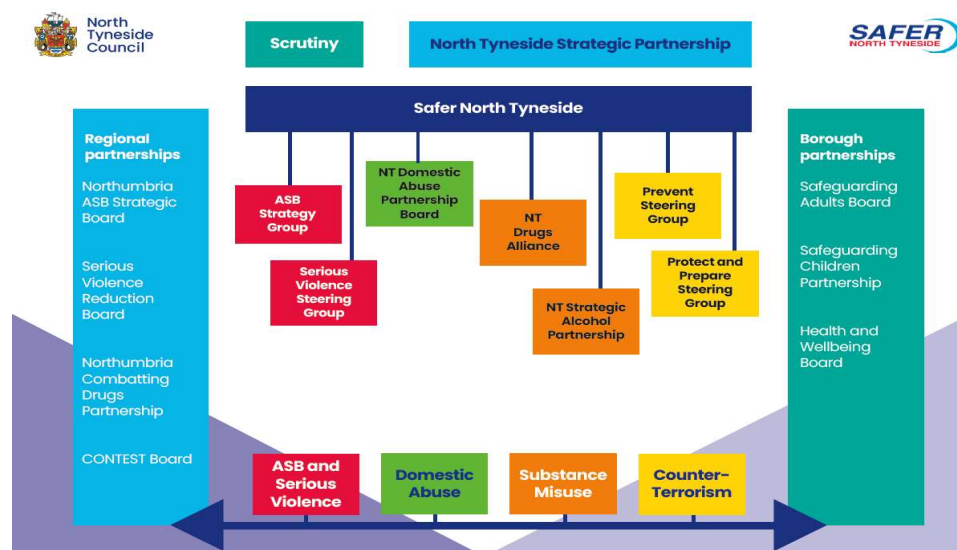 North
Tyneside
Council
Scrutiny
North Tyneside Strategic Partnership
SAFER
NORTH TYNESIDE
Safer North Tyneside
Regional
partnerships
Northumbria
ASB Strategic
Board
Serious
Violence
Reduction
Board
Northumbria
Combatting
Drugs
Partnership
CONTEST Board
ASB
Strategy
Group
Serious
Violence
Steering
Group
NT Domestic
Abuse
Partnership
Board
NT
Drugs
Alliance
NT Strategic
Alcohol
Partnership
Prevent
Steering
Group
Protect and
Prepare
Steering
Group
Borough
partnerships
Safeguarding
Adults Board
Safeguarding
Children
Partnership
Health and
Wellbeing
Board
ASB and
Serious
Violence
Domestic
Abuse
Substance
Misuse
Counter-
Terrorism